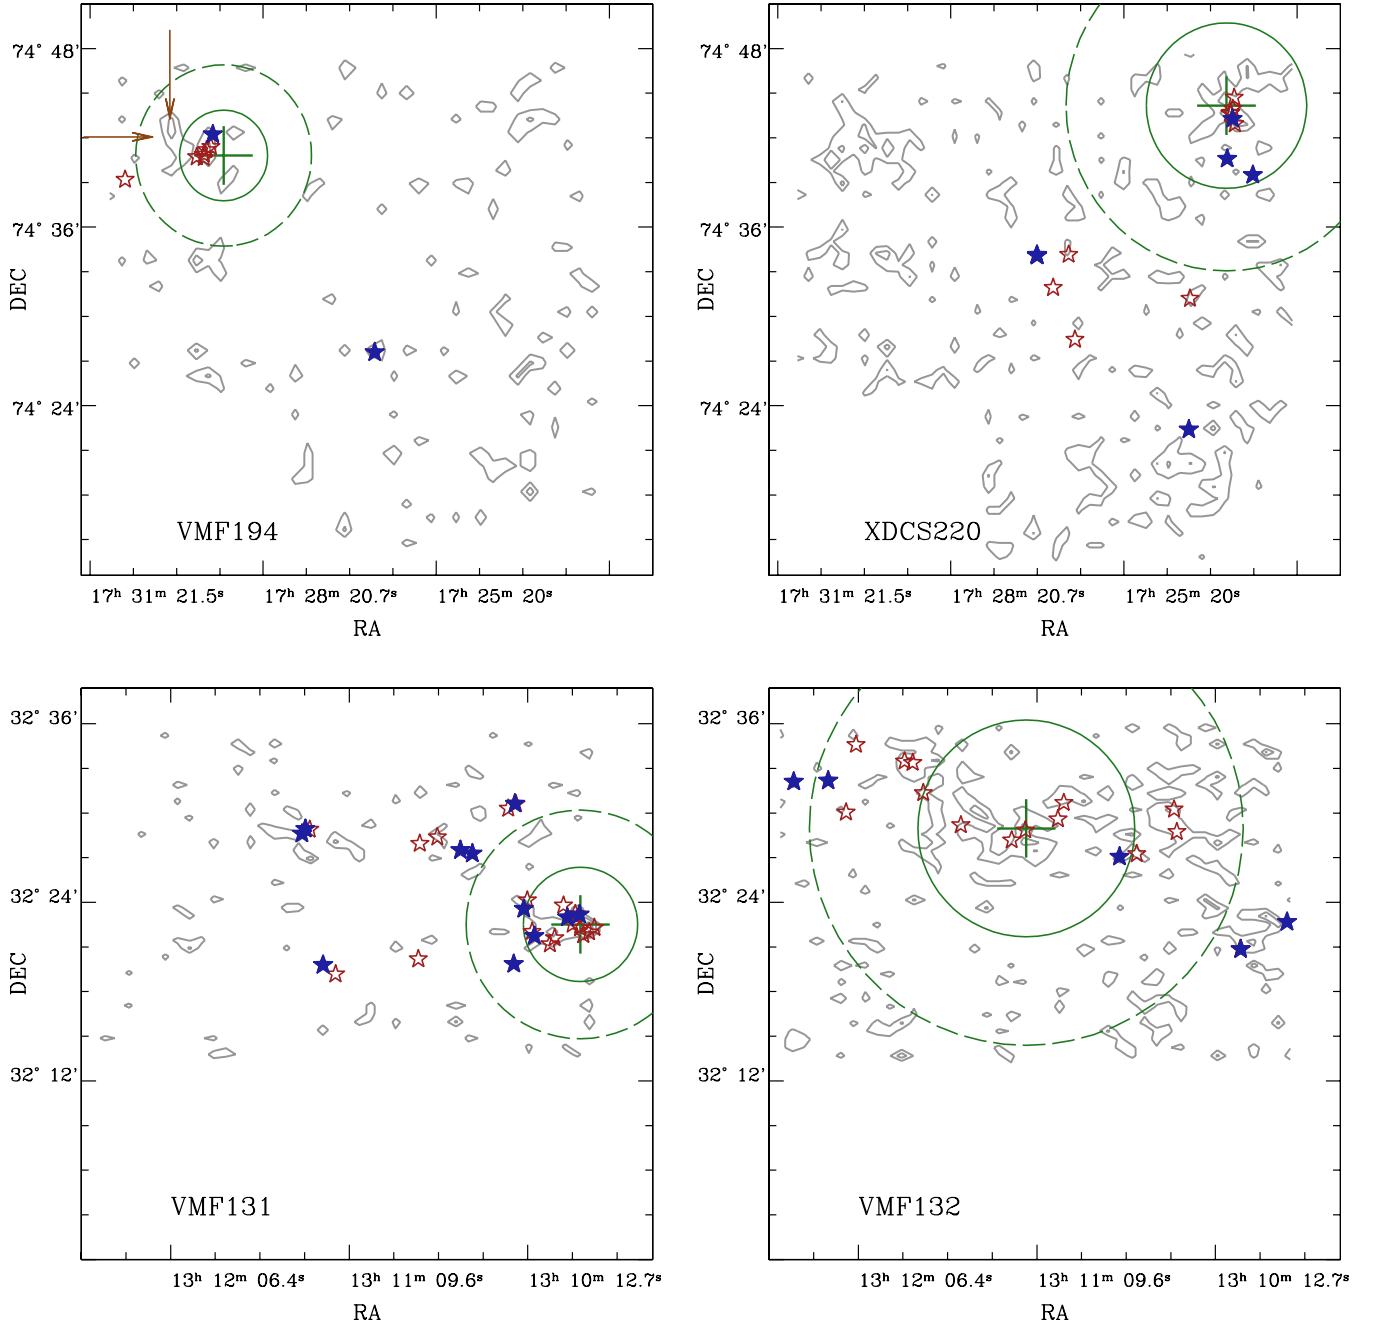 74° 48'
74° 36'
74° 24'
DEC
VMF194
17ʰ 31ᵐ 21.5ˢ
17ʰ 28ᵐ 20.7ˢ
17ʰ 25ᵐ 20ˢ
RA
74° 48'
74° 36'
74° 24'
DEC
XDCS220
17ʰ 31ᵐ 21.5ˢ
17ʰ 28ᵐ 20.7ˢ
17ʰ 25ᵐ 20ˢ
RA
32° 36'
32° 24'
32° 12'
DEC
VMF131
13ʰ 12ᵐ 06.4ˢ
13ʰ 11ᵐ 09.6ˢ
13ʰ 10ᵐ 12.7ˢ
RA
32° 36'
32° 24'
32° 12'
DEC
VMF132
13ʰ 12ᵐ 06.4ˢ
13ʰ 11ᵐ 09.6ˢ
13ʰ 10ᵐ 12.7ˢ
RA